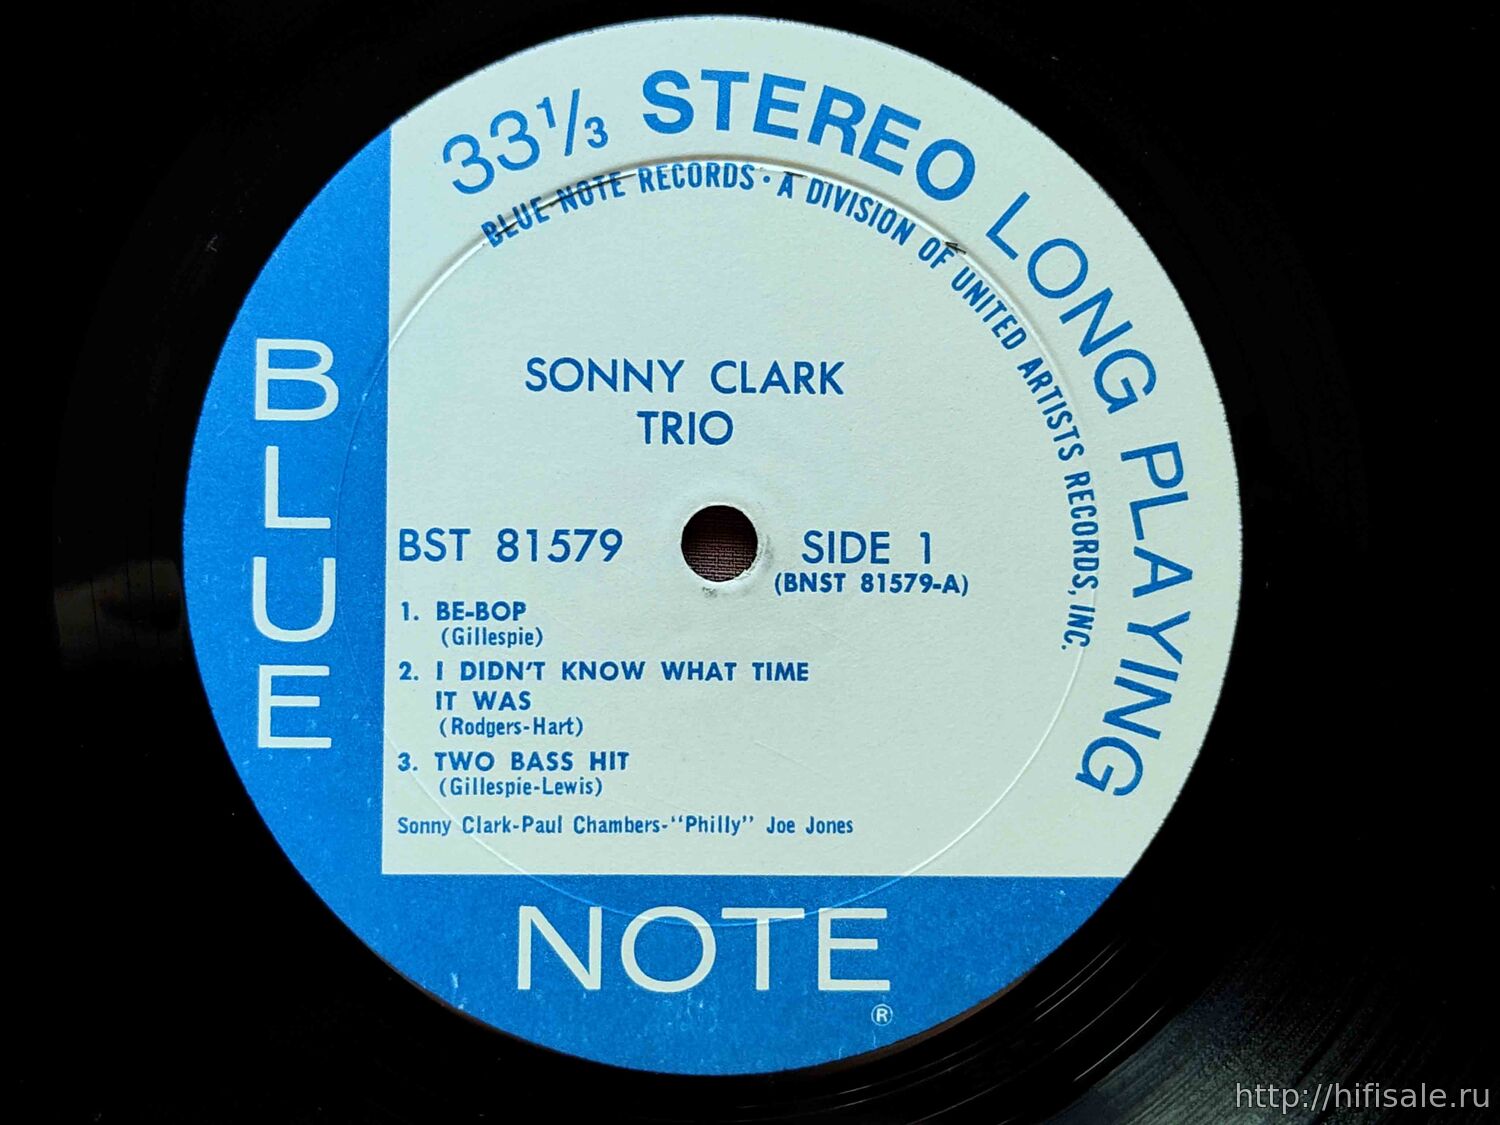 33⅓ STEREO LONG PLAYING
BLUE NOTE RECORDS · A DIVISION OF UNITED ARTISTS RECORDS, INC.
SONNY CLARK
TRIO
BST 81579
SIDE 1
(BNST 81579-A)
1. BE-BOP
(Gillespie)
2. I DIDN'T KNOW WHAT TIME
IT WAS
(Rodgers-Hart)
3. TWO BASS HIT
(Gillespie-Lewis)
Sonny Clark-Paul Chambers-"Philly" Joe Jones
BLUE
NOTE
®
http://hifisale.ru